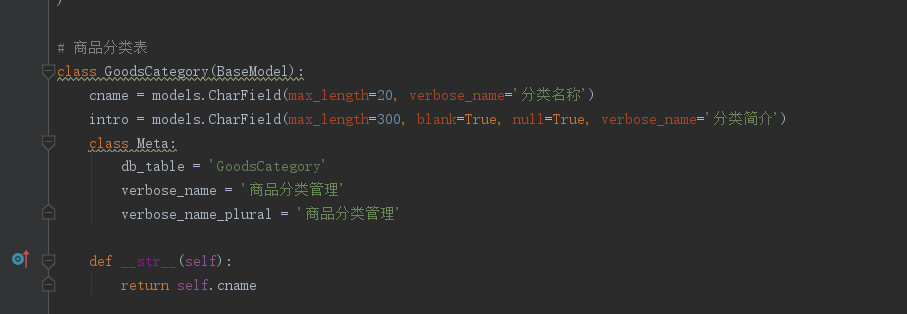 )
# 商品分类表
class GoodsCategory(BaseModel):
    cname = models.CharField(max_length=20, verbose_name='分类名称')
    intro = models.CharField(max_length=300, blank=True, null=True, verbose_name='分类简介')
    class Meta:
        db_table = 'GoodsCategory'
        verbose_name = '商品分类管理'
        verbose_name_plural = '商品分类管理'
    def __str__(self):
        return self.cname